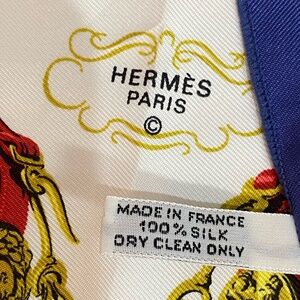 HERMÈS
PARIS
©
MADE IN FRANCE
100% SILK
DRY CLEAN ONLY